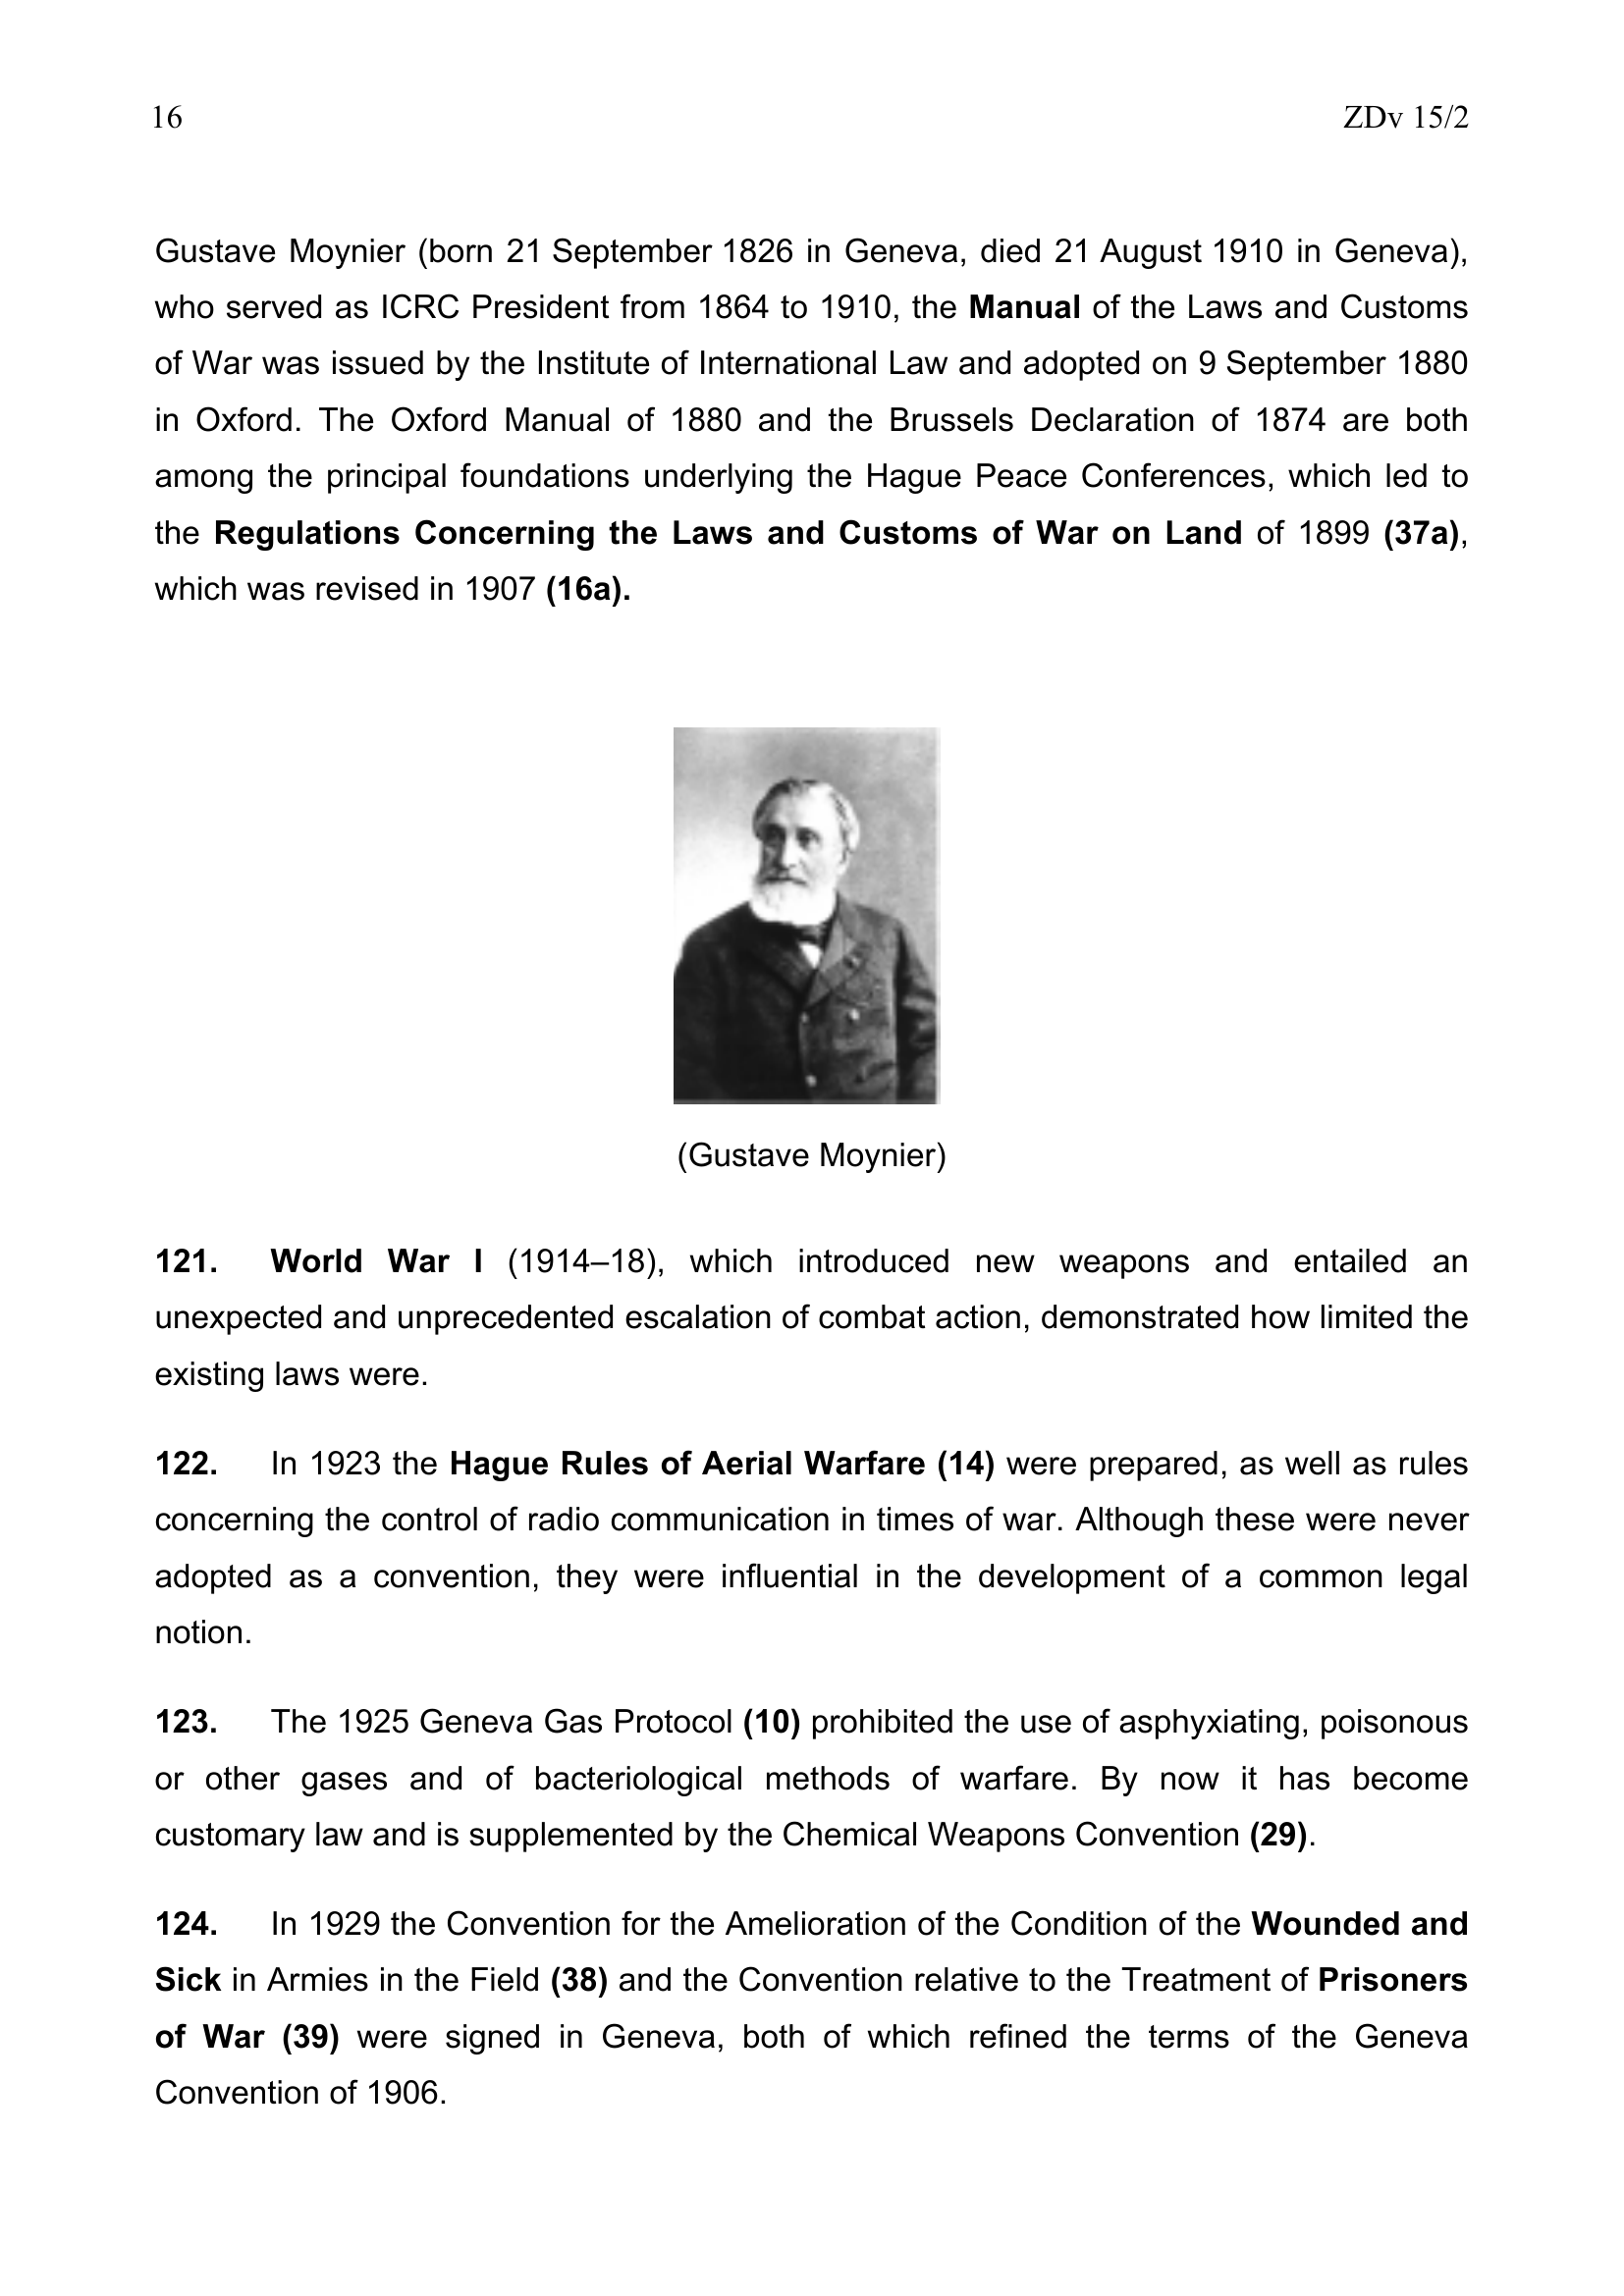 16 ZDv 15/2
Gustave Moynier (born 21 September 1826 in Geneva, died 21 August 1910 in Geneva),
who served as ICRC President from 1864 to 1910, the Manual of the Laws and Customs
of War was issued by the Institute of International Law and adopted on 9 September 1880
in Oxford. The Oxford Manual of 1880 and the Brussels Declaration of 1874 are both
among the principal foundations underlying the Hague Peace Conferences, which led to
the Regulations Concerning the Laws and Customs of War on Land of 1899 (37a),
which was revised in 1907 (16a).
(Gustave Moynier)
121. World War I (1914–18), which introduced new weapons and entailed an
unexpected and unprecedented escalation of combat action, demonstrated how limited the
existing laws were.
122. In 1923 the Hague Rules of Aerial Warfare (14) were prepared, as well as rules
concerning the control of radio communication in times of war. Although these were never
adopted as a convention, they were influential in the development of a common legal
notion.
123. The 1925 Geneva Gas Protocol (10) prohibited the use of asphyxiating, poisonous
or other gases and of bacteriological methods of warfare. By now it has become
customary law and is supplemented by the Chemical Weapons Convention (29).
124. In 1929 the Convention for the Amelioration of the Condition of the Wounded and
Sick in Armies in the Field (38) and the Convention relative to the Treatment of Prisoners
of War (39) were signed in Geneva, both of which refined the terms of the Geneva
Convention of 1906.